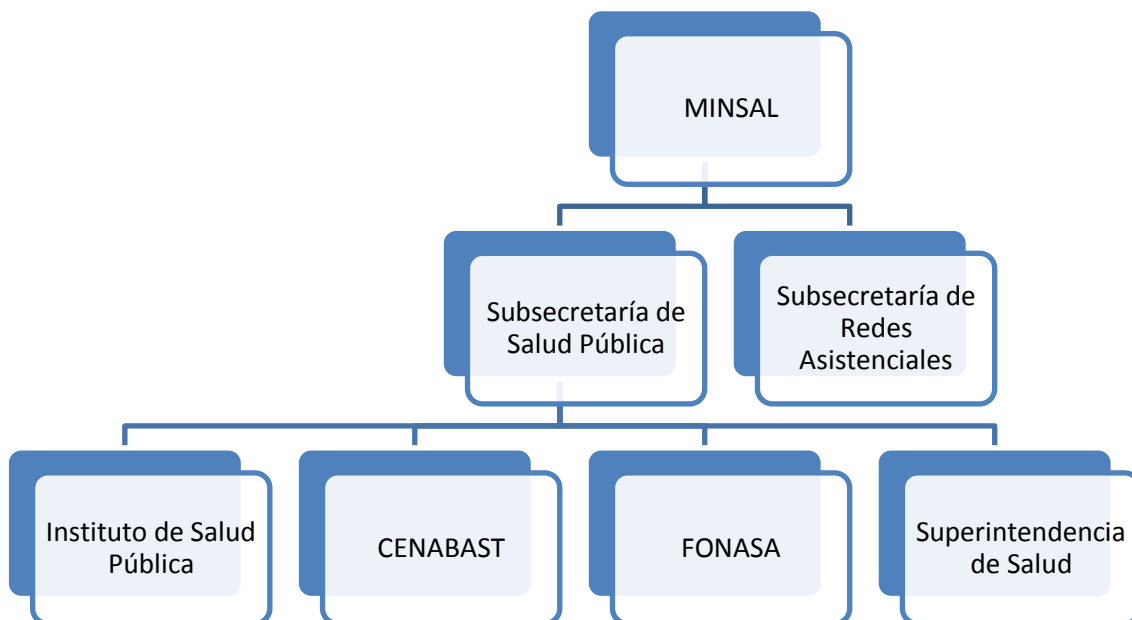 MINSAL
Subsecretaría de
Salud Pública
Subsecretaría de
Redes
Asistenciales
Instituto de Salud
Pública
CENABAST
FONASA
Superintendencia
de Salud